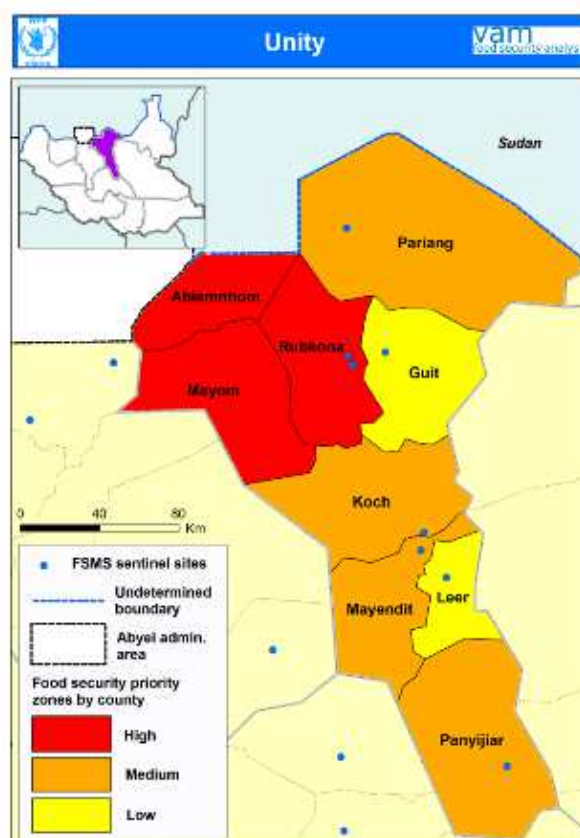 Unity
vam
food security analysis
Sudan
Pariang
Abiemnhom
Rubkona
Guit
Mayom
Koch
0 40 80
Km
FSMS sentinel sites
Undetermined
boundary
Abyei admin.
area
Mayendit
Leer
Food security priority
zones by county
High
Medium
Low
Panyijiar